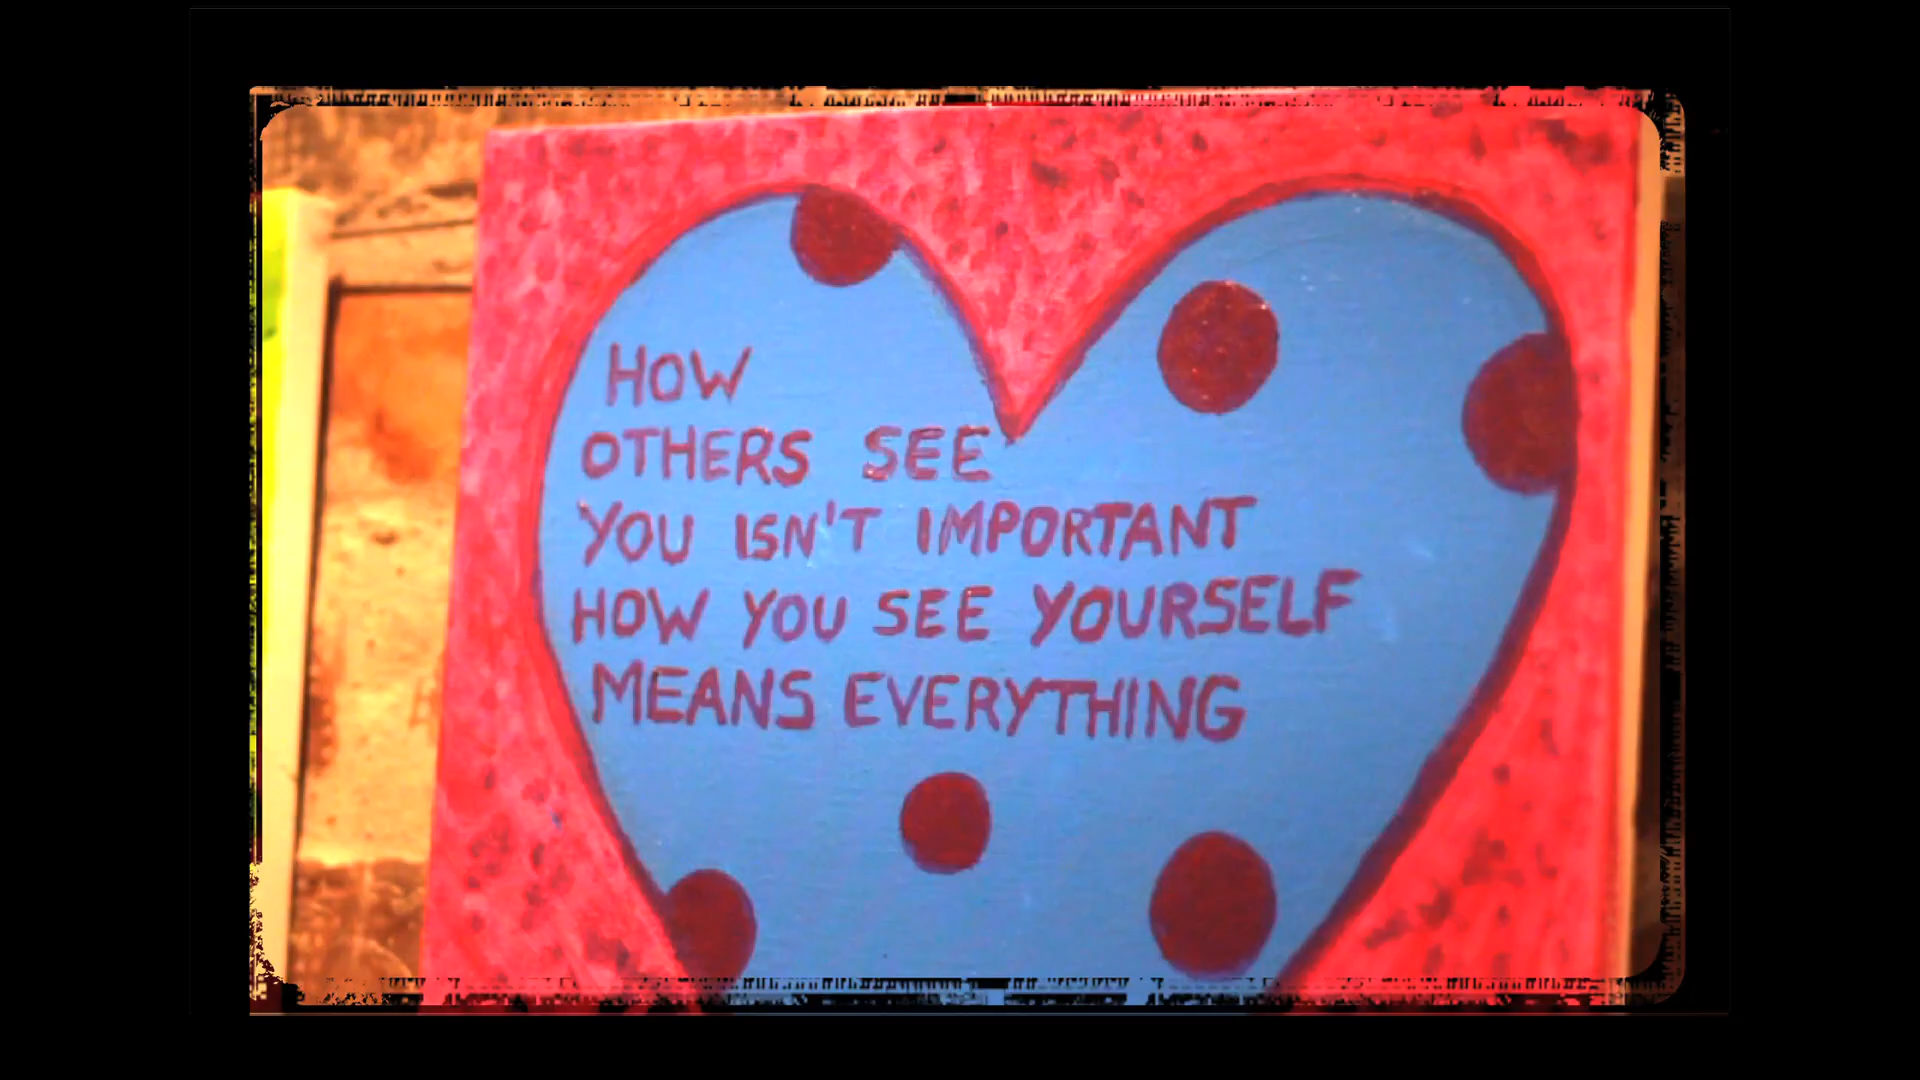 HOW
OTHERS SEE
YOU ISN'T IMPORTANT
HOW YOU SEE YOURSELF
MEANS EVERYTHING